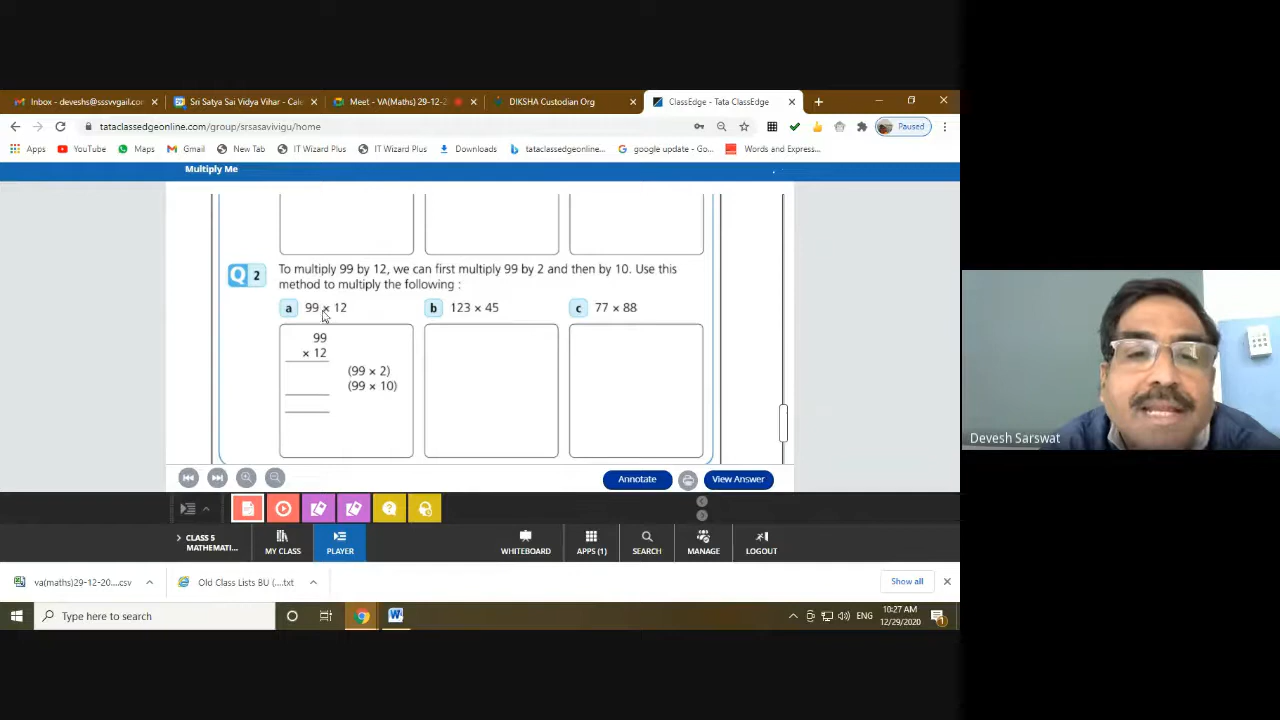 Inbox - deveshs@sssvvgail.co
Sri Satya Sai Vidya Vihar - Cale
Meet - VA(Maths) 29-12-2
DIKSHA Custodian Org
ClassEdge - Tata ClassEdge
tataclassedgeonline.com/group/srsasavivigu/home
Paused
Apps
YouTube
Maps
Gmail
New Tab
IT Wizard Plus
IT Wizard Plus
Downloads
tataclassedgeonline...
google update - Go...
Words and Express...
Multiply Me
Q 2
To multiply 99 by 12, we can first multiply 99 by 2 and then by 10. Use this
method to multiply the following :
a 99 × 12
b 123 × 45
c 77 × 88
99
× 12
(99 × 2)
(99 × 10)
Annotate
View Answer
CLASS 5
MATHEMATI...
MY CLASS
PLAYER
WHITEBOARD
APPS (1)
SEARCH
MANAGE
LOGOUT
va(maths)29-12-20....csv
Old Class Lists BU (....txt
Show all
Type here to search
ENG
10:27 AM
12/29/2020
Devesh Sarswat